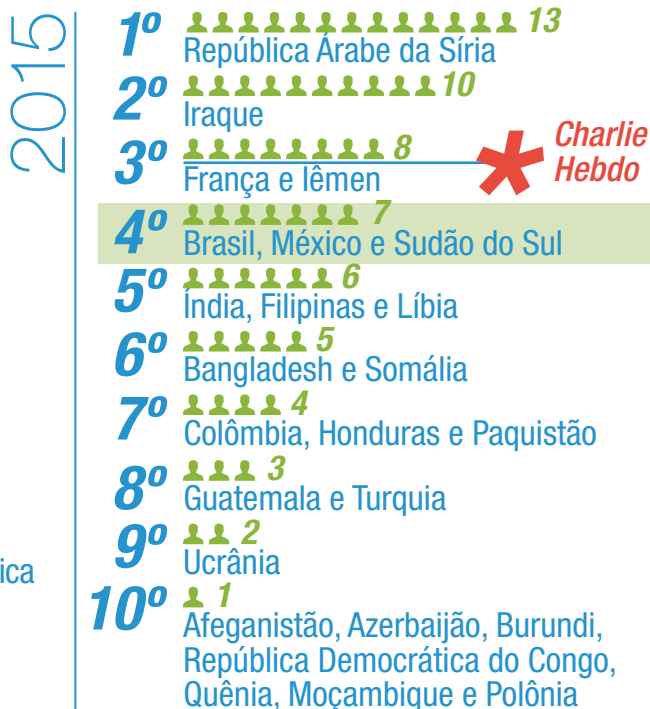 2015
1º 13
República Árabe da Síria
2º 10
Iraque
3º 8
França e Iêmen
Charlie
Hebdo
4º 7
Brasil, México e Sudão do Sul
5º 6
Índia, Filipinas e Líbia
6º 5
Bangladesh e Somália
7º 4
Colômbia, Honduras e Paquistão
8º 3
Guatemala e Turquia
9º 2
Ucrânia
ica
10º 1
Afeganistão, Azerbaijão, Burundi,
República Democrática do Congo,
Quênia, Moçambique e Polônia